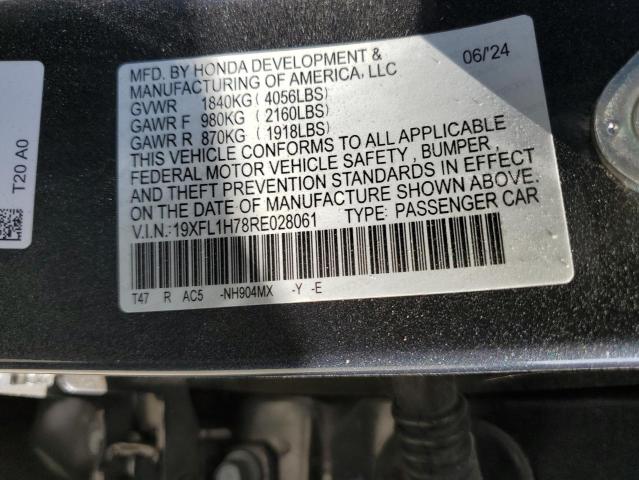 MFD. BY HONDA DEVELOPMENT & 06/'24
MANUFACTURING OF AMERICA, LLC
GVWR 1840KG( 4056LBS)
GAWR F 980KG( 2160LBS)
GAWR R 870KG( 1918LBS)
THIS VEHICLE CONFORMS TO ALL APPLICABLE
FEDERAL MOTOR VEHICLE SAFETY , BUMPER ,
AND THEFT PREVENTION STANDARDS IN EFFECT
ON THE DATE OF MANUFACTURE SHOWN ABOVE.
V.I.N.:19XFL1H78RE028061 TYPE: PASSENGER CAR
T47 R AC5 -NH904MX -Y -E
T20 A0